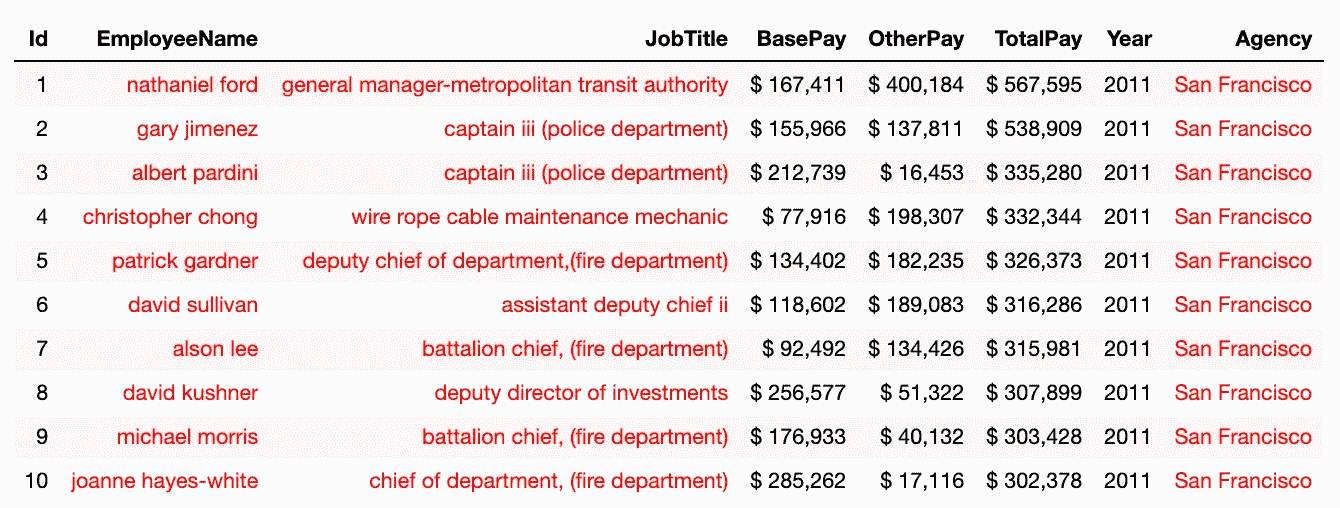 Id EmployeeName JobTitle BasePay OtherPay TotalPay Year Agency
1 nathaniel ford general manager-metropolitan transit authority $ 167,411 $ 400,184 $ 567,595 2011 San Francisco
2 gary jimenez captain iii (police department) $ 155,966 $ 137,811 $ 538,909 2011 San Francisco
3 albert pardini captain iii (police department) $ 212,739 $ 16,453 $ 335,280 2011 San Francisco
4 christopher chong wire rope cable maintenance mechanic $ 77,916 $ 198,307 $ 332,344 2011 San Francisco
5 patrick gardner deputy chief of department,(fire department) $ 134,402 $ 182,235 $ 326,373 2011 San Francisco
6 david sullivan assistant deputy chief ii $ 118,602 $ 189,083 $ 316,286 2011 San Francisco
7 alson lee battalion chief, (fire department) $ 92,492 $ 134,426 $ 315,981 2011 San Francisco
8 david kushner deputy director of investments $ 256,577 $ 51,322 $ 307,899 2011 San Francisco
9 michael morris battalion chief, (fire department) $ 176,933 $ 40,132 $ 303,428 2011 San Francisco
10 joanne hayes-white chief of department, (fire department) $ 285,262 $ 17,116 $ 302,378 2011 San Francisco